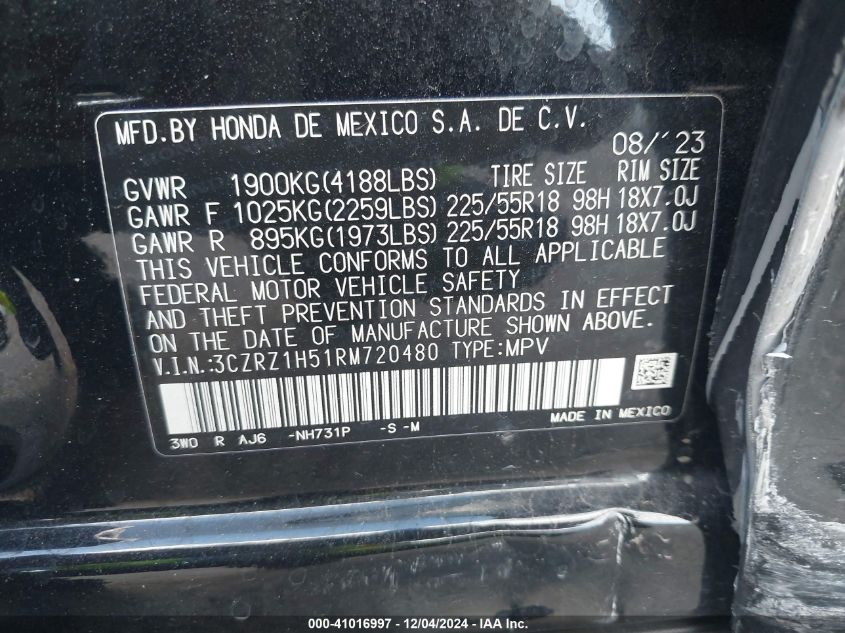 MFD.BY HONDA DE MEXICO S.A. DE C.V.
08/´23
GVWR 1900KG(4188LBS) TIRE SIZE RIM SIZE
GAWR F 1025KG(2259LBS) 225/55R18 98H 18X7.0J
GAWR R 895KG(1973LBS) 225/55R18 98H 18X7.0J
THIS VEHICLE CONFORMS TO ALL APPLICABLE
FEDERAL MOTOR VEHICLE SAFETY
AND THEFT PREVENTION STANDARDS IN EFFECT
ON THE DATE OF MANUFACTURE SHOWN ABOVE.
V.I.N.:3CZRZ1H51RM720480 TYPE:MPV
MADE IN MEXICO
3W0 R AJ6 -NH731P -S -M
000-41016997 - 12/04/2024 - IAA Inc.